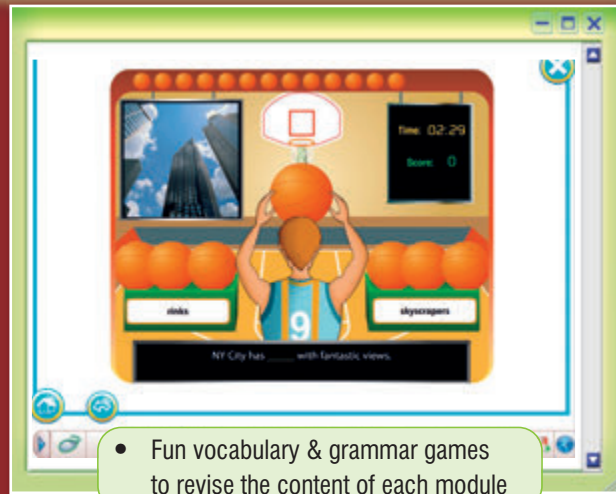 Time: 02:29
Score: 0
rinks
skyscrapers
9
NY City has _____ with fantastic views.
• Fun vocabulary & grammar games
to revise the content of each module